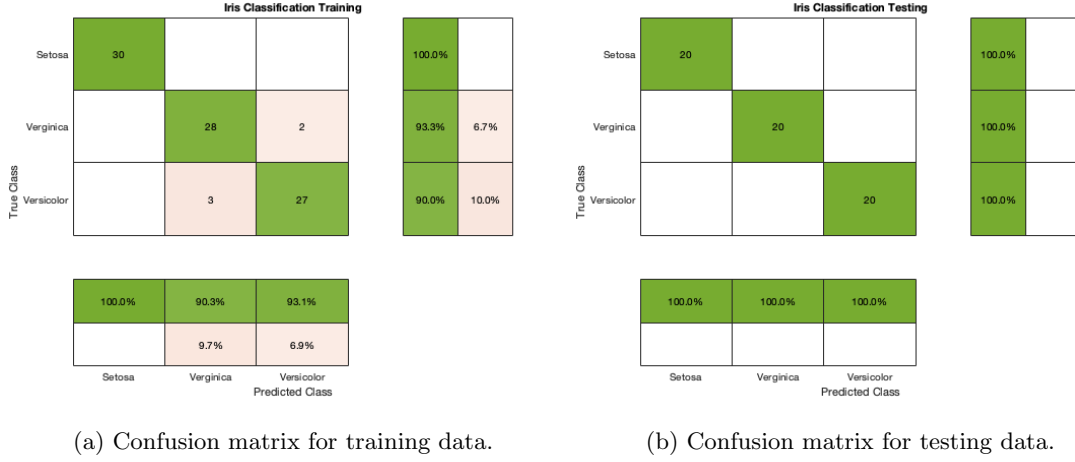 Iris Classification Training
True Class
Setosa 30 100.0%
Verginica 28 2 93.3% 6.7%
Versicolor 3 27 90.0% 10.0%
100.0% 90.3% 93.1%
9.7% 6.9%
Setosa Verginica Versicolor
Predicted Class
(a) Confusion matrix for training data.
Iris Classification Testing
True Class
Setosa 20 100.0%
Verginica 20 100.0%
Versicolor 20 100.0%
100.0% 100.0% 100.0%
Setosa Verginica Versicolor
Predicted Class
(b) Confusion matrix for testing data.